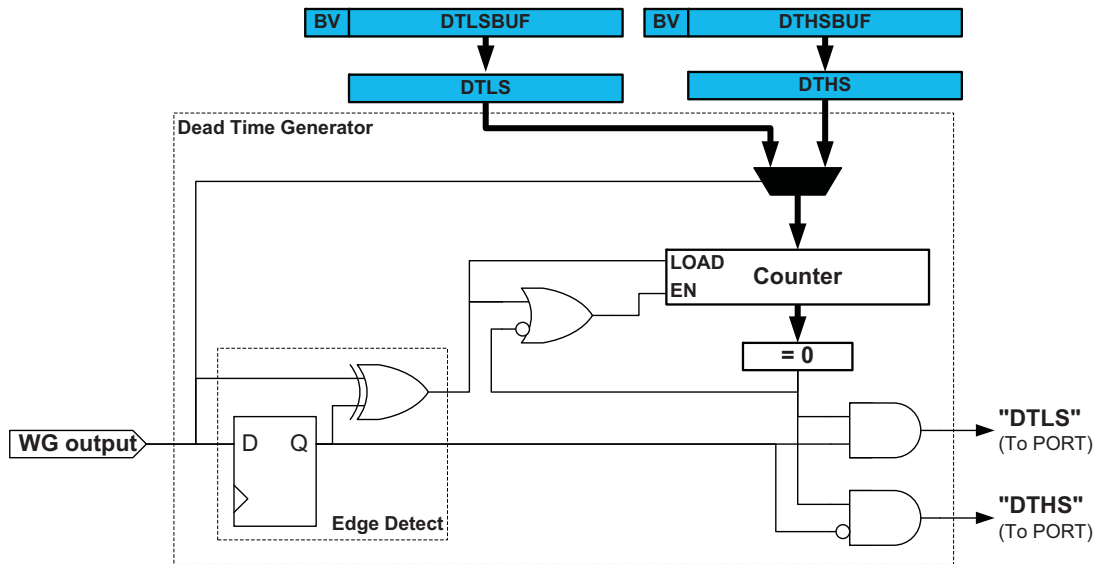 BV DTLSBUF
BV DTHSBUF
DTLS
DTHS
Dead Time Generator
LOAD
Counter
EN
= 0
WG output
D Q
Edge Detect
"DTLS"
(To PORT)
"DTHS"
(To PORT)